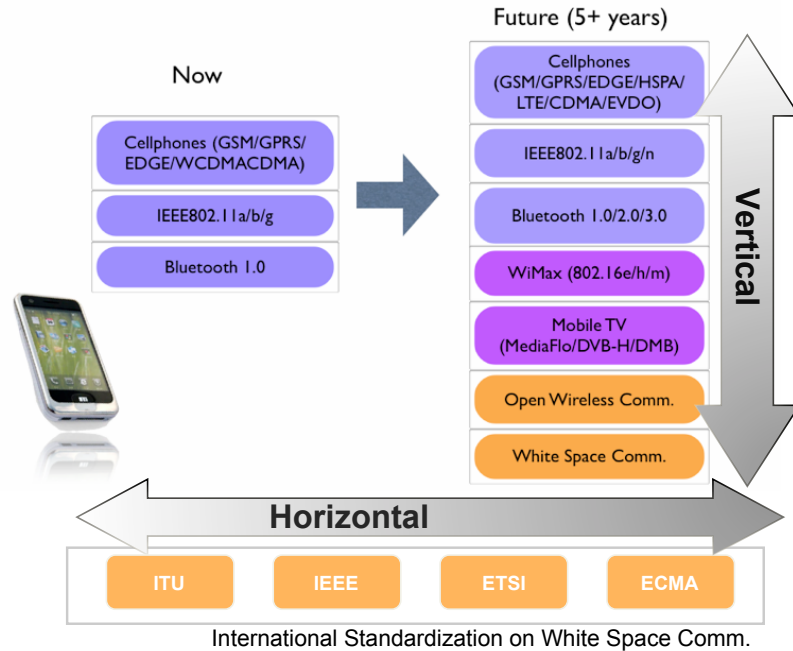 Now
Cellphones (GSM/GPRS/
EDGE/WCDMACDMA)
IEEE802.11a/b/g
Bluetooth 1.0
Future (5+ years)
Cellphones
(GSM/GPRS/EDGE/HSPA/
LTE/CDMA/EVDO)
IEEE802.11a/b/g/n
Bluetooth 1.0/2.0/3.0
WiMax (802.16e/h/m)
Mobile TV
(MediaFlo/DVB-H/DMB)
Open Wireless Comm.
White Space Comm.
Vertical
Horizontal
ITU
IEEE
ETSI
ECMA
International Standardization on White Space Comm.